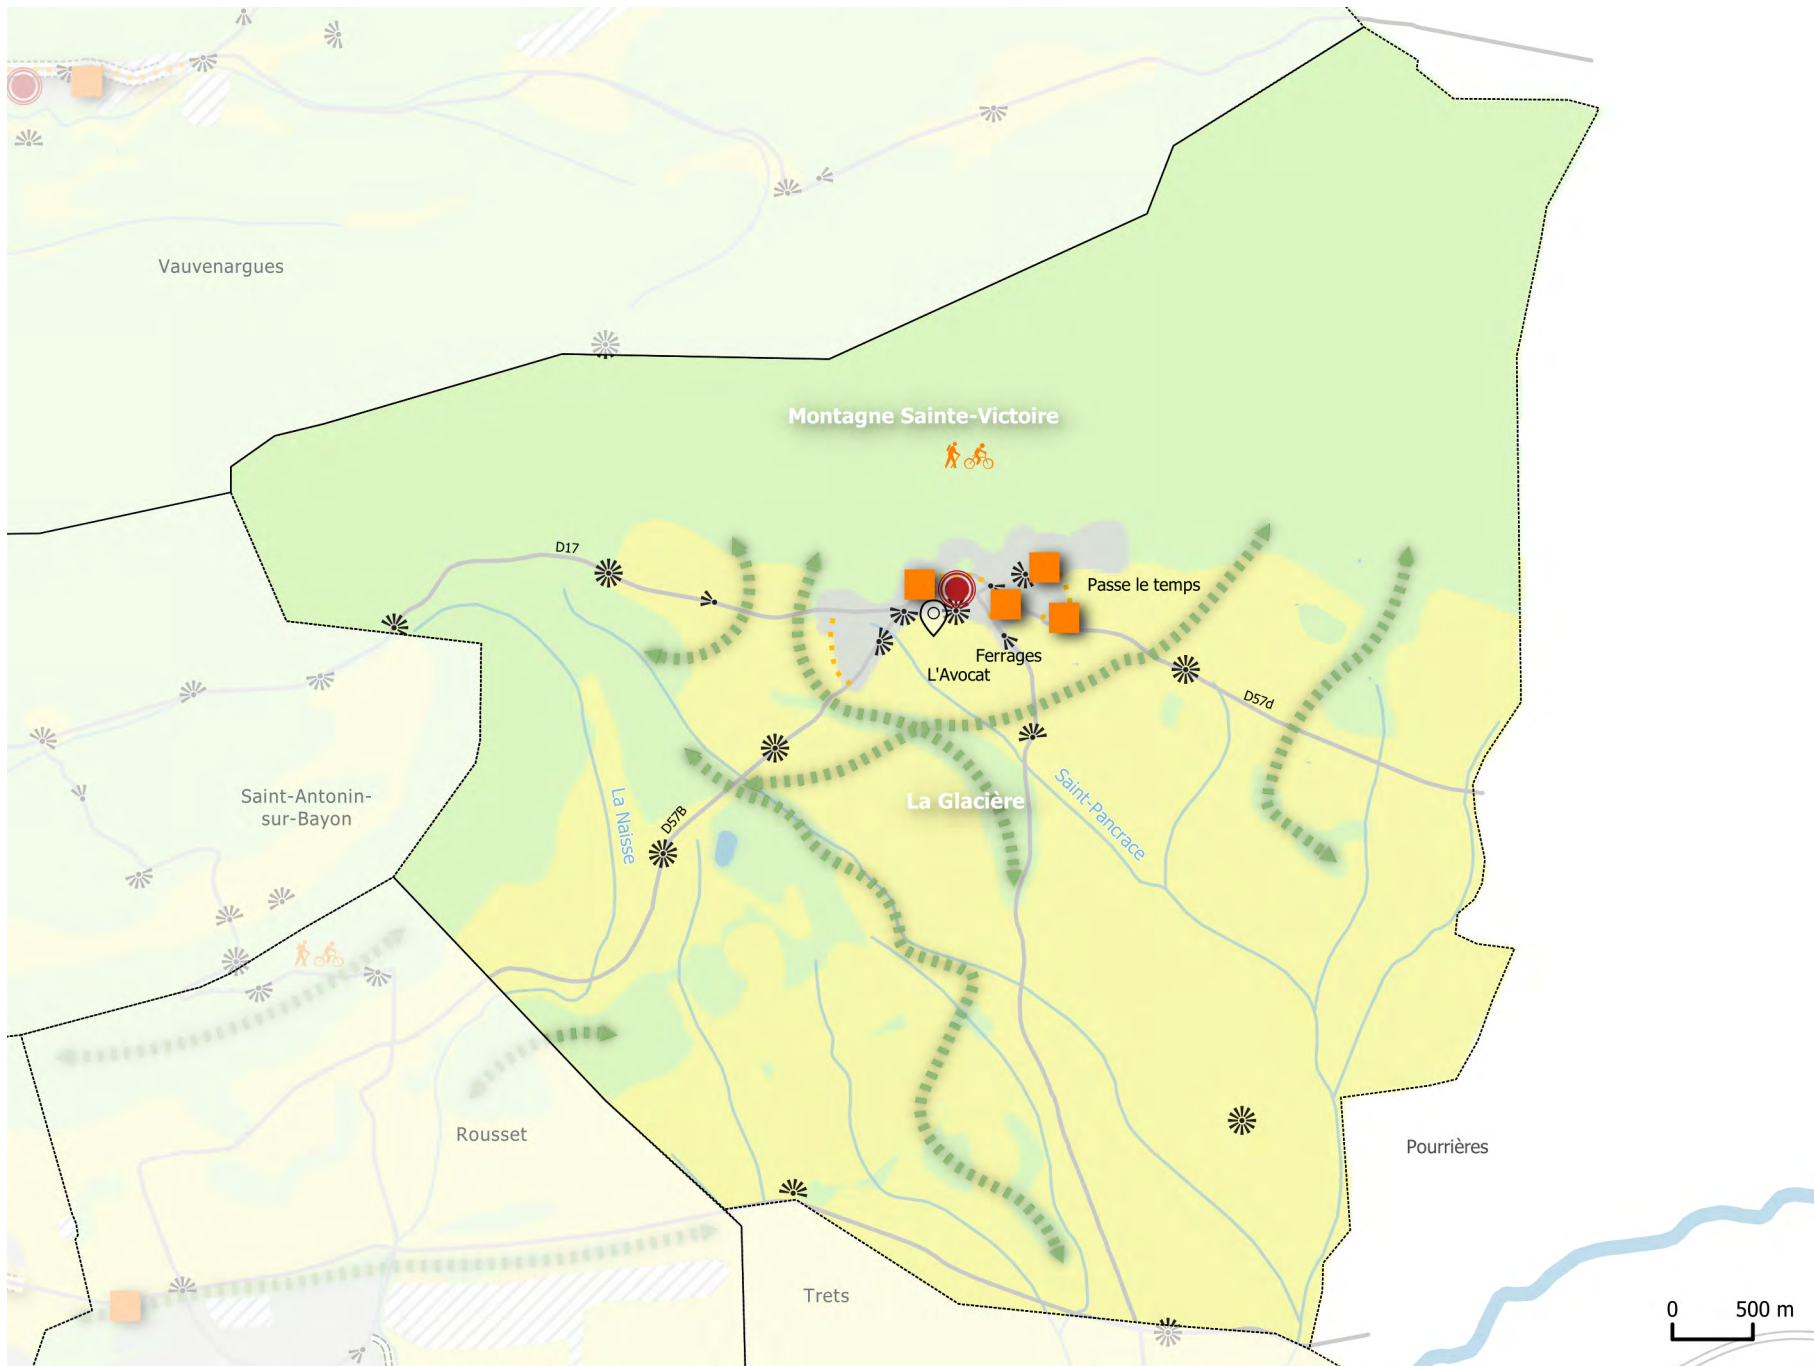 Vauvenargues
Montagne Sainte-Victoire
D17
Passe le temps
Ferrages
L'Avocat
D57d
Saint-Antonin-
sur-Bayon
La Naisse
D57B
La Glacière
Saint-Pancrace
Rousset
Pourrières
Trets
0 500 m